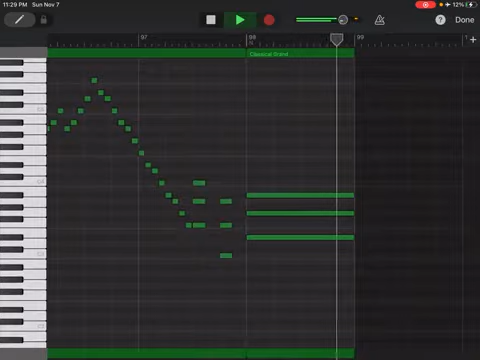 11:29 PM Sun Nov 7
12%
? Done
97
98
99
Classical Grand